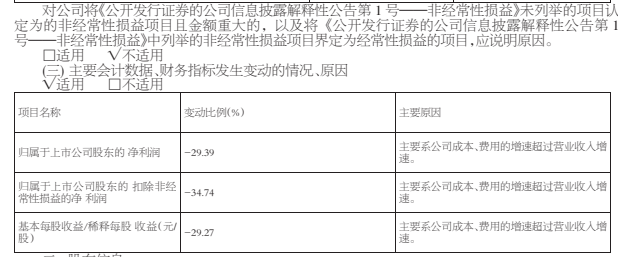 对公司将《公开发行证券的公司信息披露解释性公告第 1 号——非经常性损益》未列举的项目认
定为的非经常性损益项目且金额重大的，以及将《公开发行证券的公司信息披露解释性公告第 1
号——非经常性损益》中列举的非经常性损益项目界定为经常性损益的项目,应说明原因。
□适用 √不适用
(三) 主要会计数据、财务指标发生变动的情况、原因
√适用 □不适用
项目名称 变动比例(%) 主要原因
归属于上市公司股东的 净利润 -29.39 主要系公司成本、费用的增速超过营业收入增
速。
归属于上市公司股东的 扣除非经
常性损益的净 利润 -34.74 主要系公司成本、费用的增速超过营业收入增
速。
基本每股收益/稀释每股 收益(元/
股) -29.27 主要系公司成本、费用的增速超过营业收入增
速。